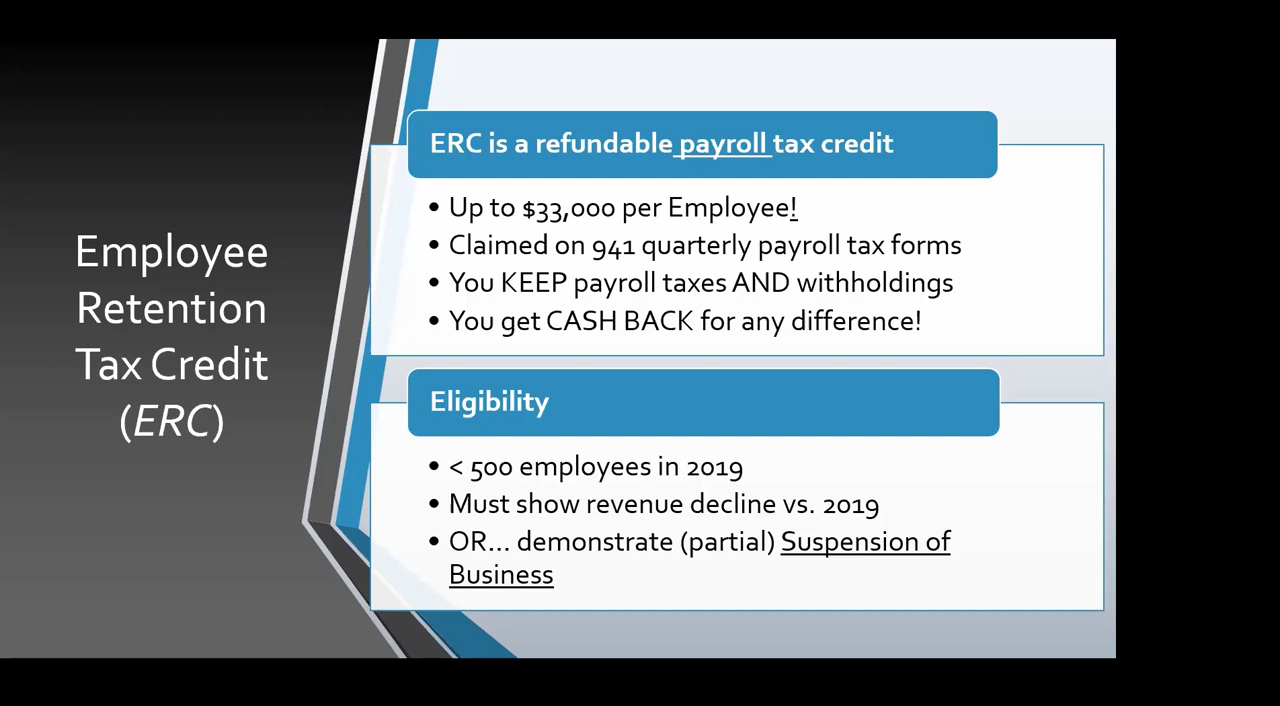 Employee
Retention
Tax Credit
(ERC)
ERC is a refundable payroll tax credit
• Up to $33,000 per Employee!
• Claimed on 941 quarterly payroll tax forms
• You KEEP payroll taxes AND withholdings
• You get CASH BACK for any difference!
Eligibility
• < 500 employees in 2019
• Must show revenue decline vs. 2019
• OR... demonstrate (partial) Suspension of
Business